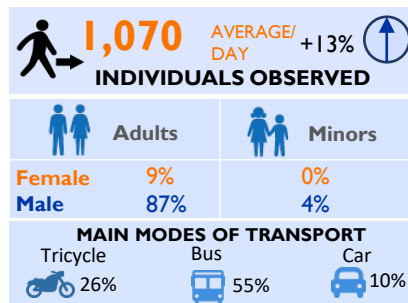 1,070 AVERAGE/
DAY +13%
INDIVIDUALS OBSERVED
Adults Minors
Female 9% 0%
Male 87% 4%
MAIN MODES OF TRANSPORT
Tricycle Bus Car
26% 55% 10%